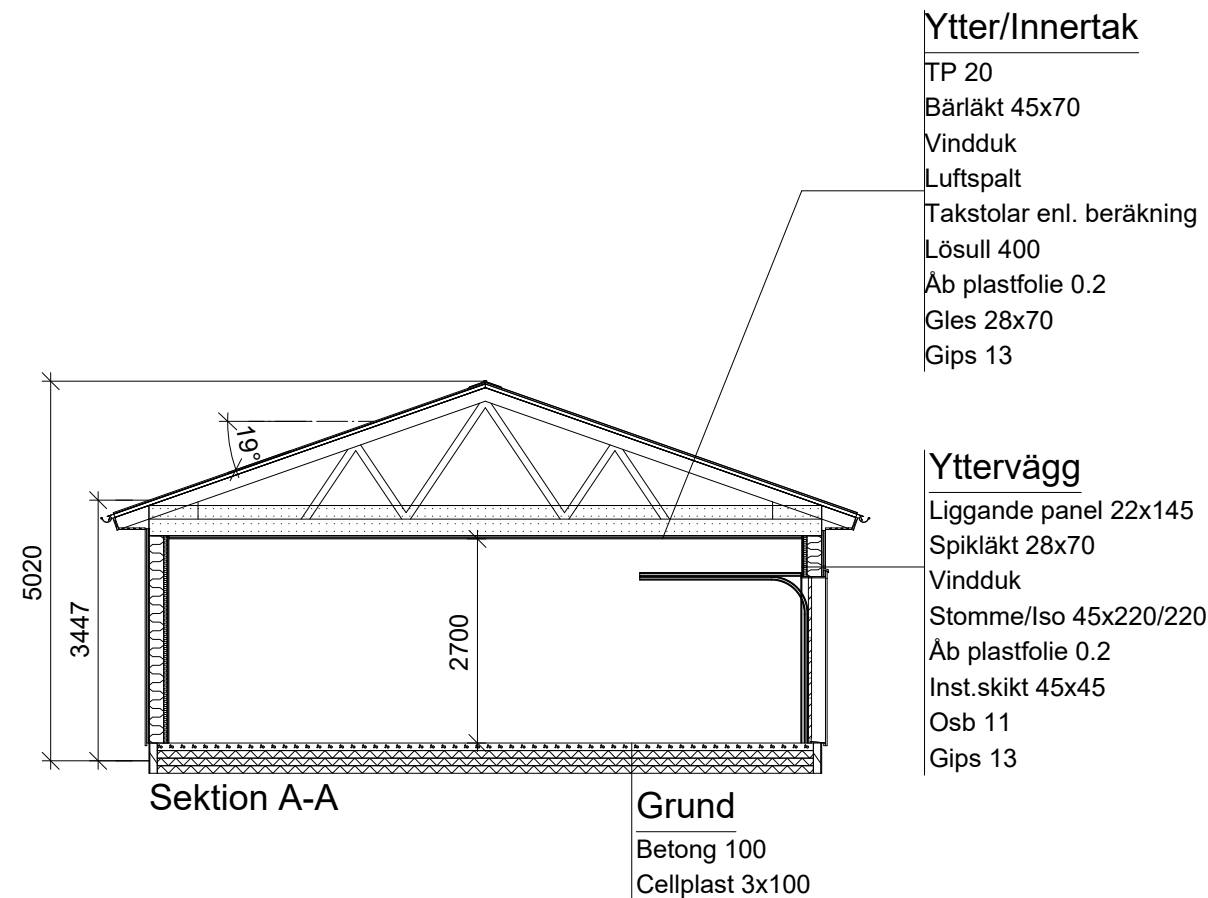 Ytter/Innertak
TP 20
Bärläkt 45x70
Vindduk
Luftspalt
Takstolar enl. beräkning
Lösull 400
Åb plastfolie 0.2
Gles 28x70
Gips 13
19°
5020
3447
2700
Yttervägg
Liggande panel 22x145
Spikläkt 28x70
Vindduk
Stomme/Iso 45x220/220
Åb plastfolie 0.2
Inst.skikt 45x45
Osb 11
Gips 13
Sektion A-A
Grund
Betong 100
Cellplast 3x100